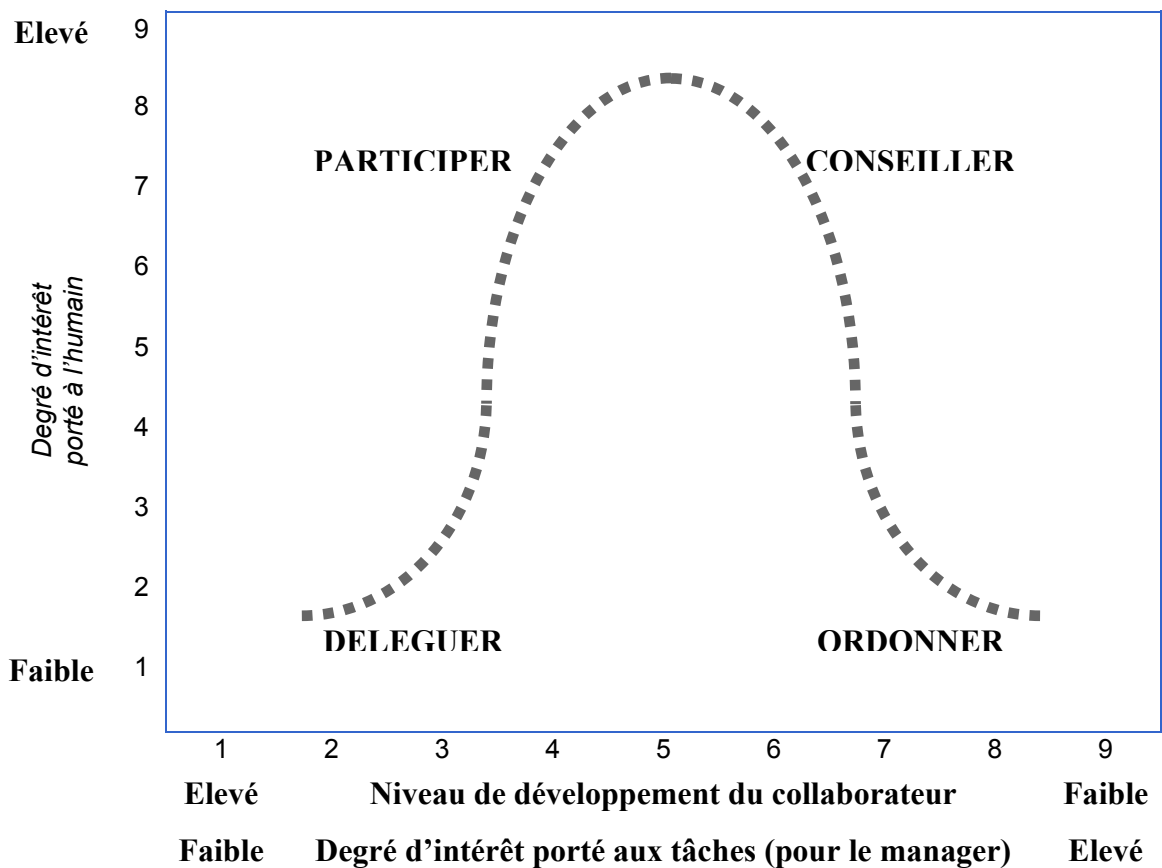 Elevé 9
8
PARTICIPER CONSEILLER
7
6
Degré d'intérêt
porté à l'humain
5
4
3
2
DELEGUER ORDONNER
Faible 1
1 2 3 4 5 6 7 8 9
Elevé Niveau de développement du collaborateur Faible
Faible Degré d'intérêt porté aux tâches (pour le manager) Elevé